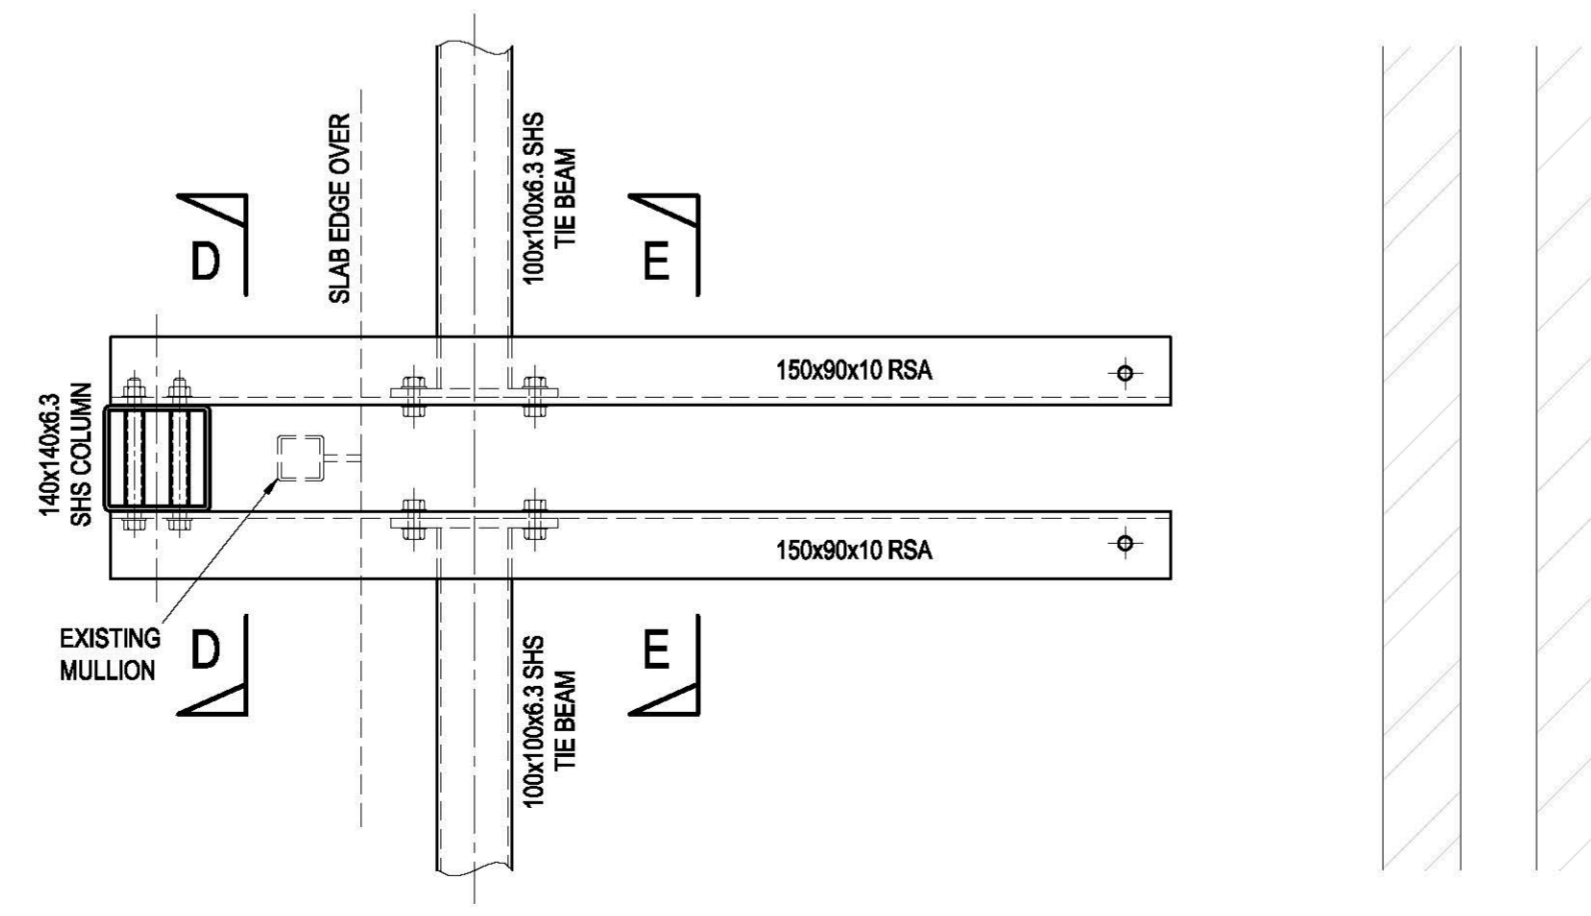 SLAB EDGE OVER
100x100x6.3 SHS
TIE BEAM
D
E
150x90x10 RSA
140x140x6.3
SHS COLUMN
150x90x10 RSA
EXISTING
MULLION
D
E
100x100x6.3 SHS
TIE BEAM